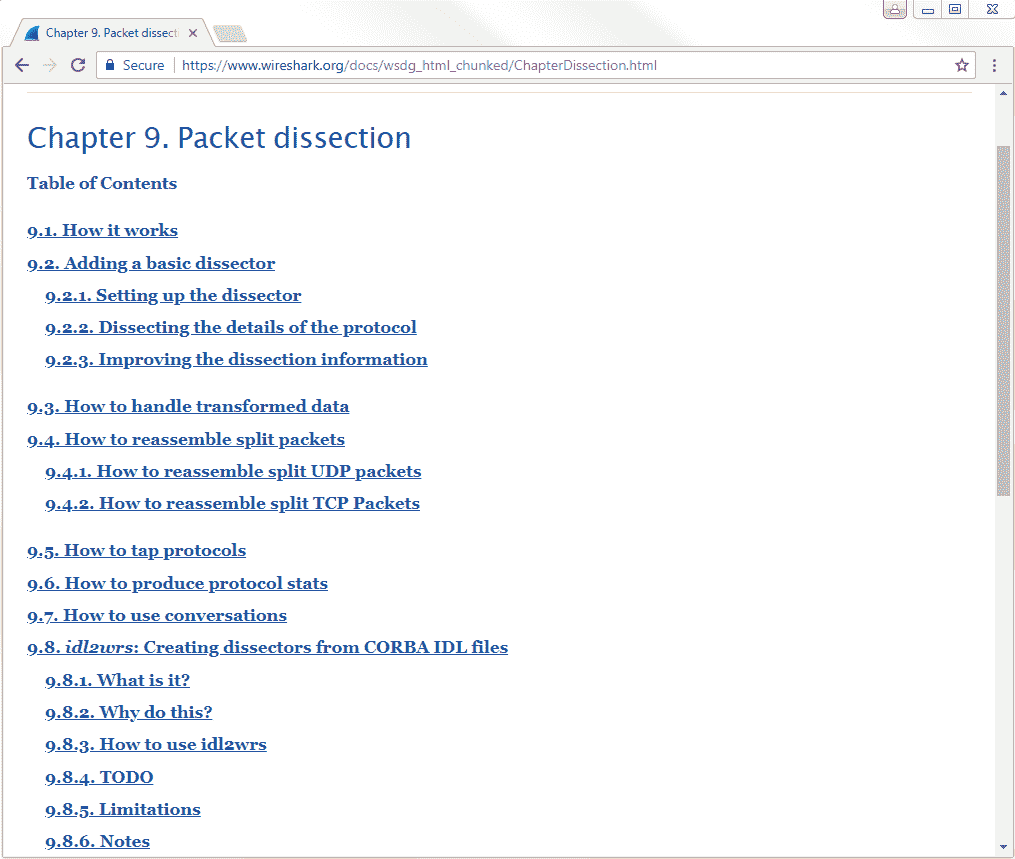 Chapter 9. Packet dissect
Secure
https://www.wireshark.org/docs/wsdg_html_chunked/ChapterDissection.html
Chapter 9. Packet dissection
Table of Contents
9.1. How it works
9.2. Adding a basic dissector
9.2.1. Setting up the dissector
9.2.2. Dissecting the details of the protocol
9.2.3. Improving the dissection information
9.3. How to handle transformed data
9.4. How to reassemble split packets
9.4.1. How to reassemble split UDP packets
9.4.2. How to reassemble split TCP Packets
9.5. How to tap protocols
9.6. How to produce protocol stats
9.7. How to use conversations
9.8. idl2wrs: Creating dissectors from CORBA IDL files
9.8.1. What is it?
9.8.2. Why do this?
9.8.3. How to use idl2wrs
9.8.4. TODO
9.8.5. Limitations
9.8.6. Notes